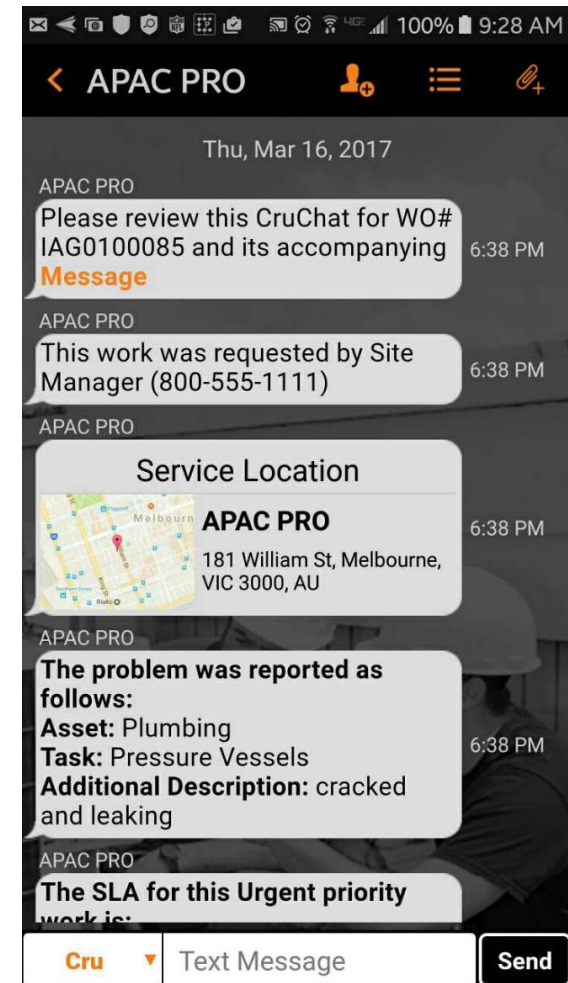 4GE 100% 9:28 AM
APAC PRO
Thu, Mar 16, 2017
APAC PRO
Please review this CruChat for WO#
IAG0100085 and its accompanying
Message
6:38 PM
APAC PRO
This work was requested by Site
Manager (800-555-1111)
6:38 PM
APAC PRO
Service Location
Melbourn
APAC PRO
181 William St, Melbourne,
VIC 3000, AU
6:38 PM
APAC PRO
The problem was reported as
follows:
Asset: Plumbing
Task: Pressure Vessels
Additional Description: cracked
and leaking
6:38 PM
APAC PRO
The SLA for this Urgent priority
work is:
Cru
Text Message
Send